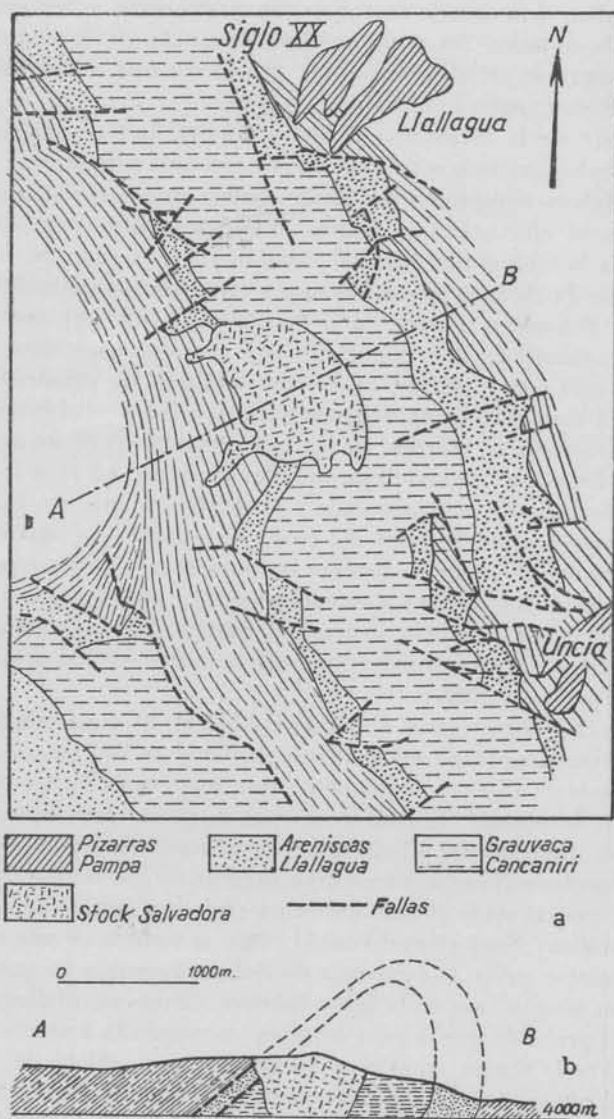 Siglo XX
N
Llallagua
B
A
Uncia
Pizarras Pampa
Areniscas Llallagua
Grauvaca Cancaniri
Stock Salvadora
Fallas
a
0 1000m.
A
B
b
4000m.